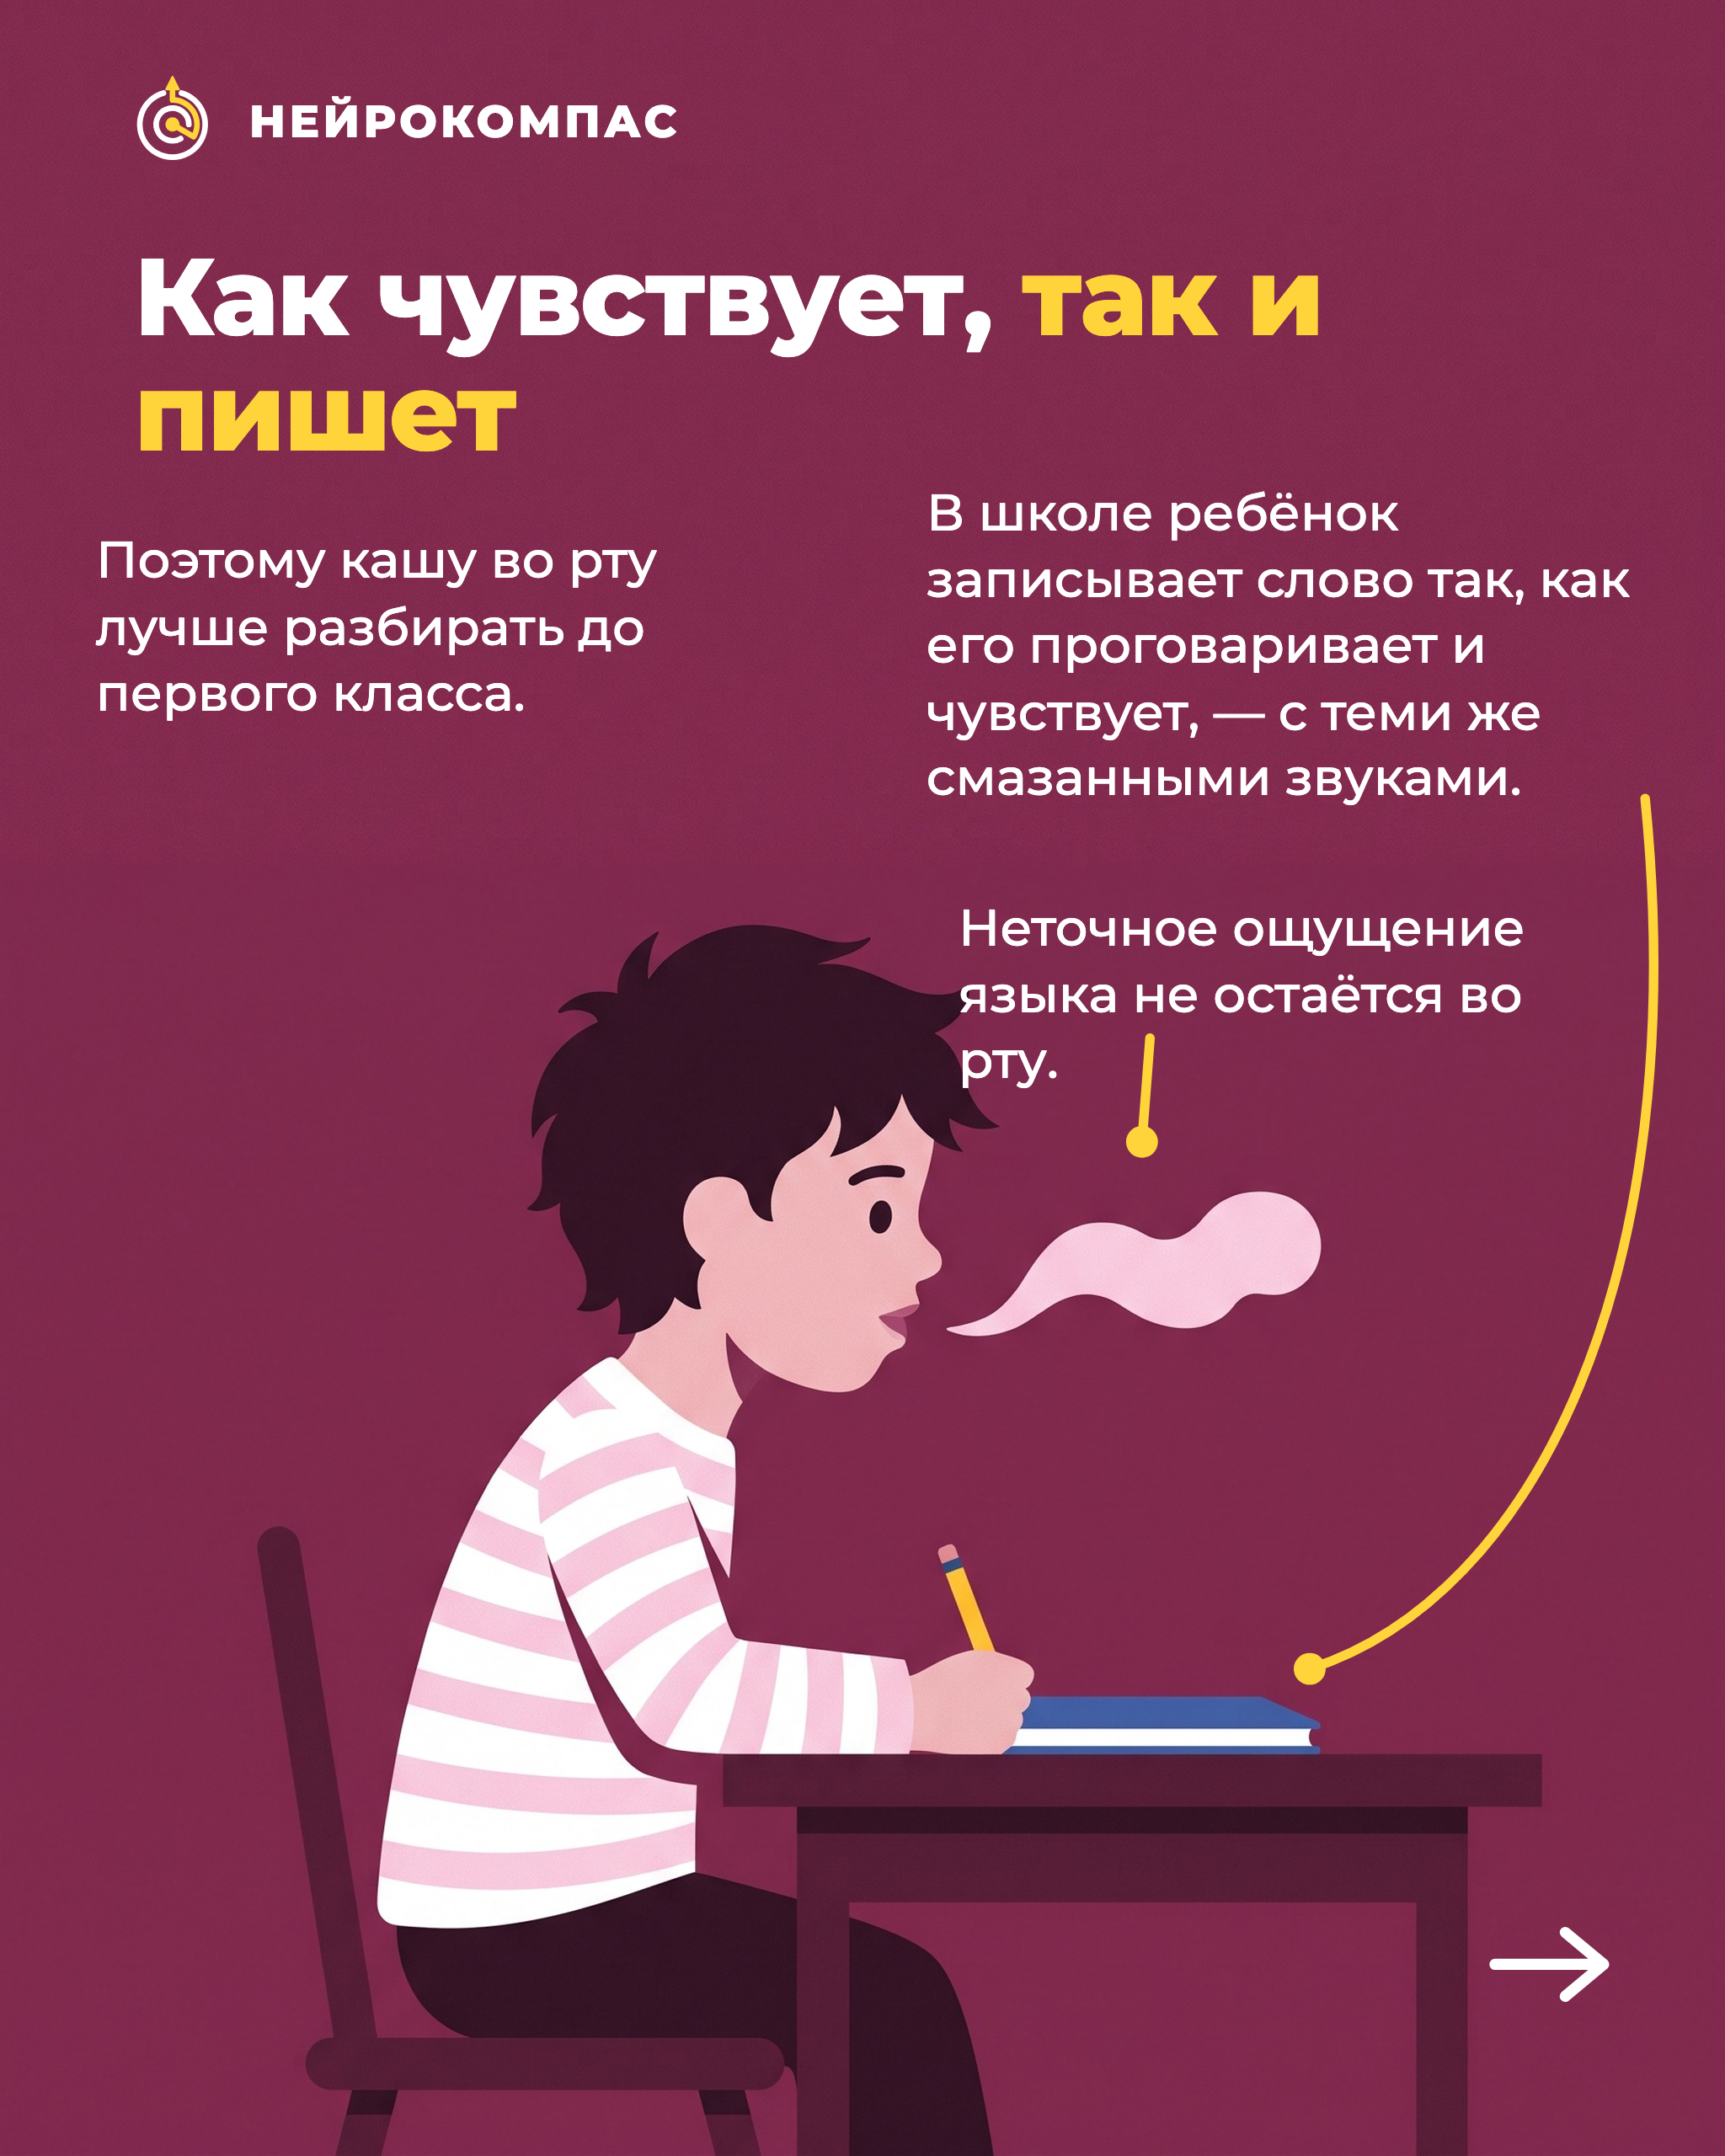 НЕЙРОКОМПАС
Как чувствует, так и
пишет
Поэтому кашу во рту
лучше разбирать до
первого класса.
В школе ребёнок
записывает слово так, как
его проговаривает и
чувствует, — с теми же
смазанными звуками.
Неточное ощущение
языка не остаётся во
рту.